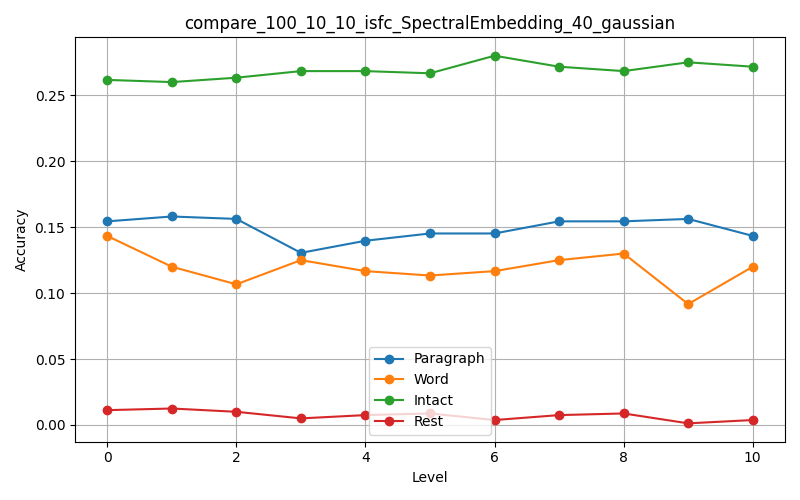 compare_100_10_10_isfc_SpectralEmbedding_40_gaussian
Accuracy
0.25
0.20
0.15
0.10
0.05
0.00
Paragraph
Word
Intact
Rest
0 2 4 6 8 10
Level